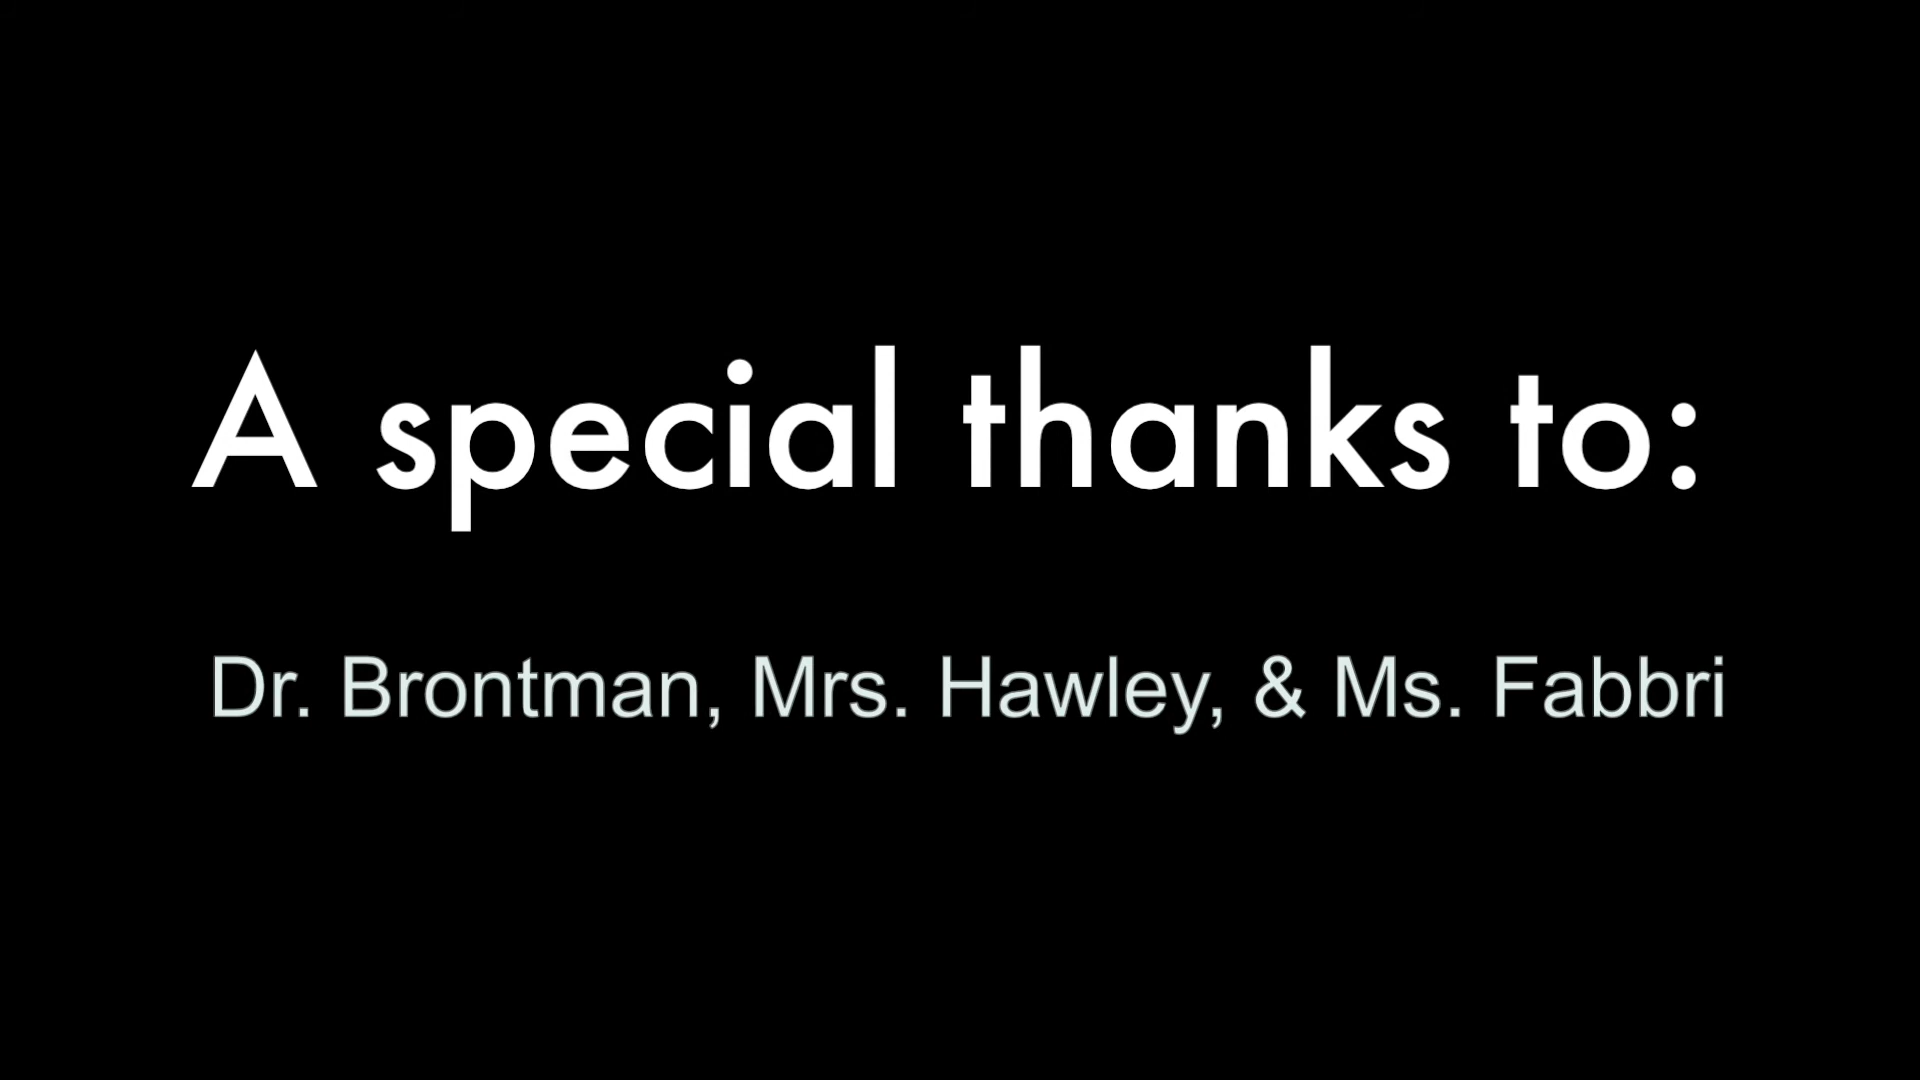 A special thanks to:
Dr. Brontman, Mrs. Hawley, & Ms. Fabbri